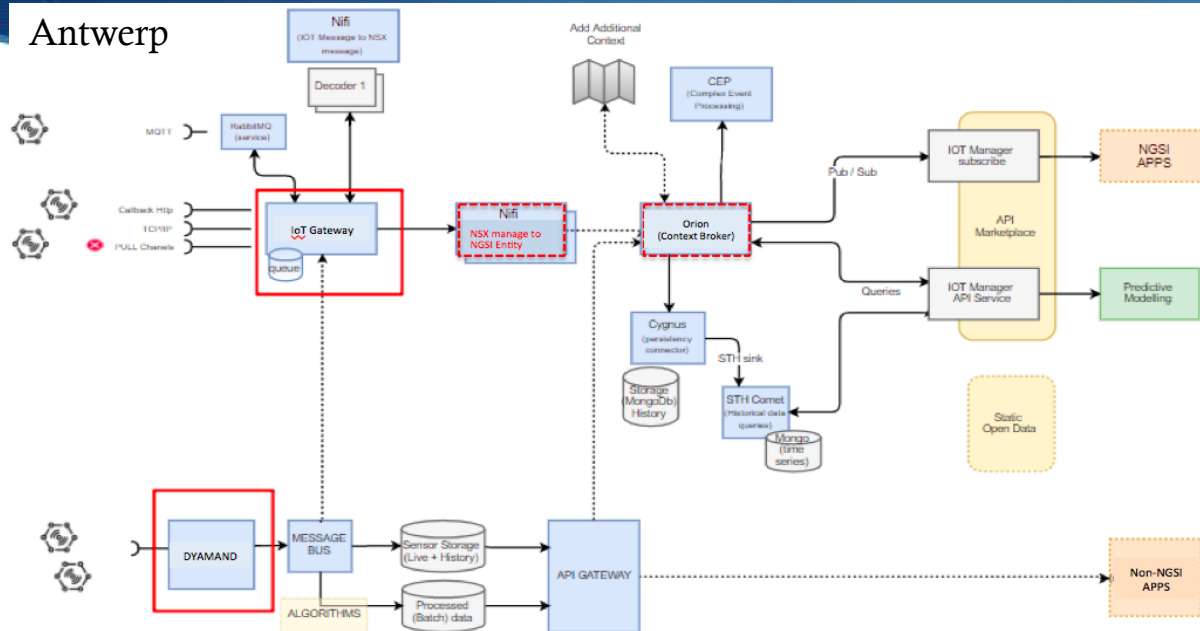 Antwerp
Nifi
(IOT Message to NSX
message)
Decoder 1
Add Additional
Context
CEP
(Complex Event
Processing)
MQTT
RabbitMQ
(service)
IOT Manager
subscribe
NGSI
APPS
Pub / Sub
Callback Http
TCP/IP
PULL Channels
IoT Gateway
queue
Nifi
NSX manage to
NGSI Entity
Orion
(Context Broker)
API
Marketplace
Queries
IOT Manager
API Service
Predictive
Modelling
Cygnus
(persistency
connector)
STH sink
Storage
(MongoDb)
History
STH Comet
(Historical data
queries)
Mongo
(time
series)
Static
Open Data
DYAMAND
MESSAGE
BUS
Sensor Storage
(Live + History)
API GATEWAY
Non-NGSI
APPS
ALGORITHMS
Processed
(Batch) data